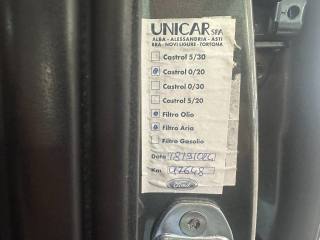 UNICAR SPA
ALBA - ALESSANDRIA - ASTI
BRA - NOVI LIGURE - TORTONA
Castrol 5/30
Castrol 0/20
Castrol 0/30
Castrol 5/20
Filtro Olio
Filtro Aria
Filtro Gasolio
Data
Km
Ford